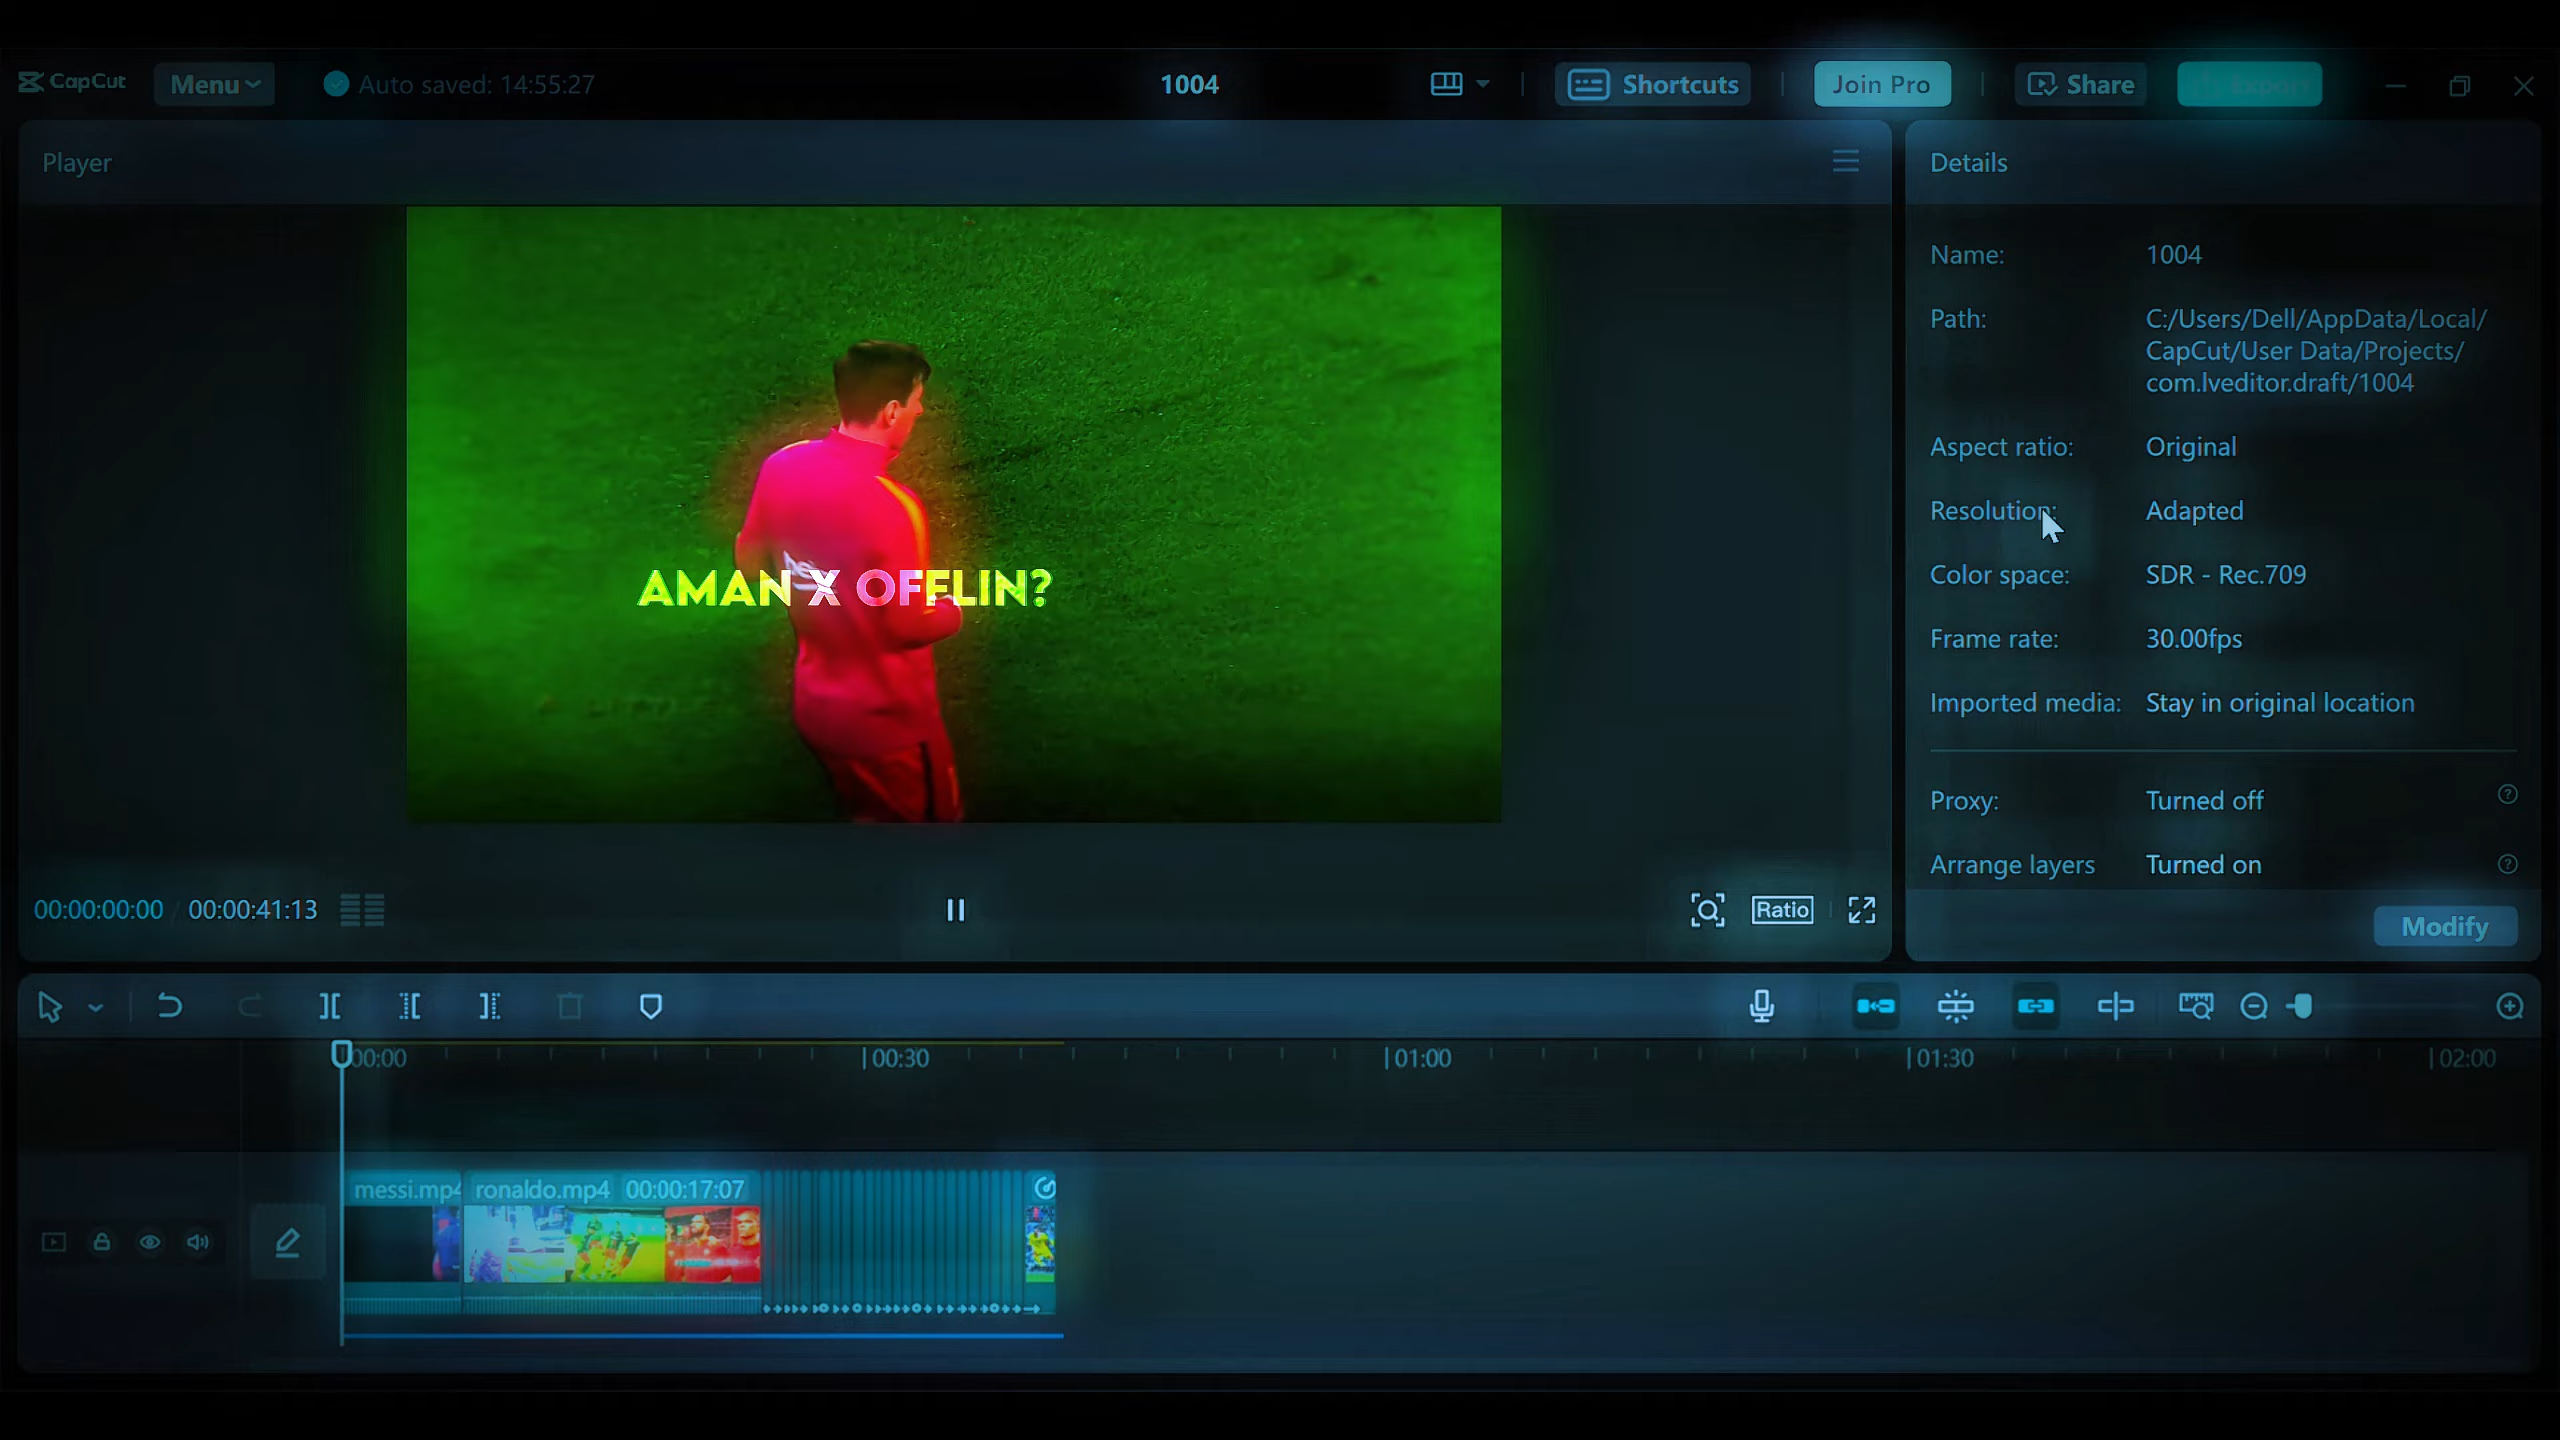 CapCut
Menu
Auto saved: 14:55:27
1004
Shortcuts
Join Pro
Share
Player
Details
Name: 1004
Path: C:/Users/Dell/AppData/Local/
CapCut/User Data/Projects/
com.lveditor.draft/1004
Aspect ratio: Original
Resolution: Adapted
Color space: SDR - Rec.709
Frame rate: 30.00fps
Imported media: Stay in original location
Proxy: Turned off
Arrange layers Turned on
Modify
AMAN X OFFLIN?
00:00:00:00 / 00:00:41:13
Ratio
00:00 00:30 01:00 01:30 02:00
messi.mp4 ronaldo.mp4 00:00:17:07